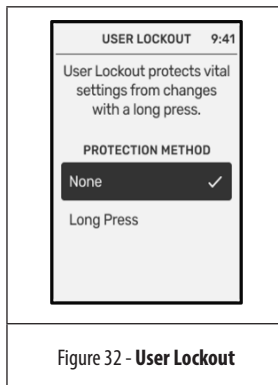 USER LOCKOUT 9:41
User Lockout protects vital
settings from changes
with a long press.
PROTECTION METHOD
None
Long Press
Figure 32 - User Lockout